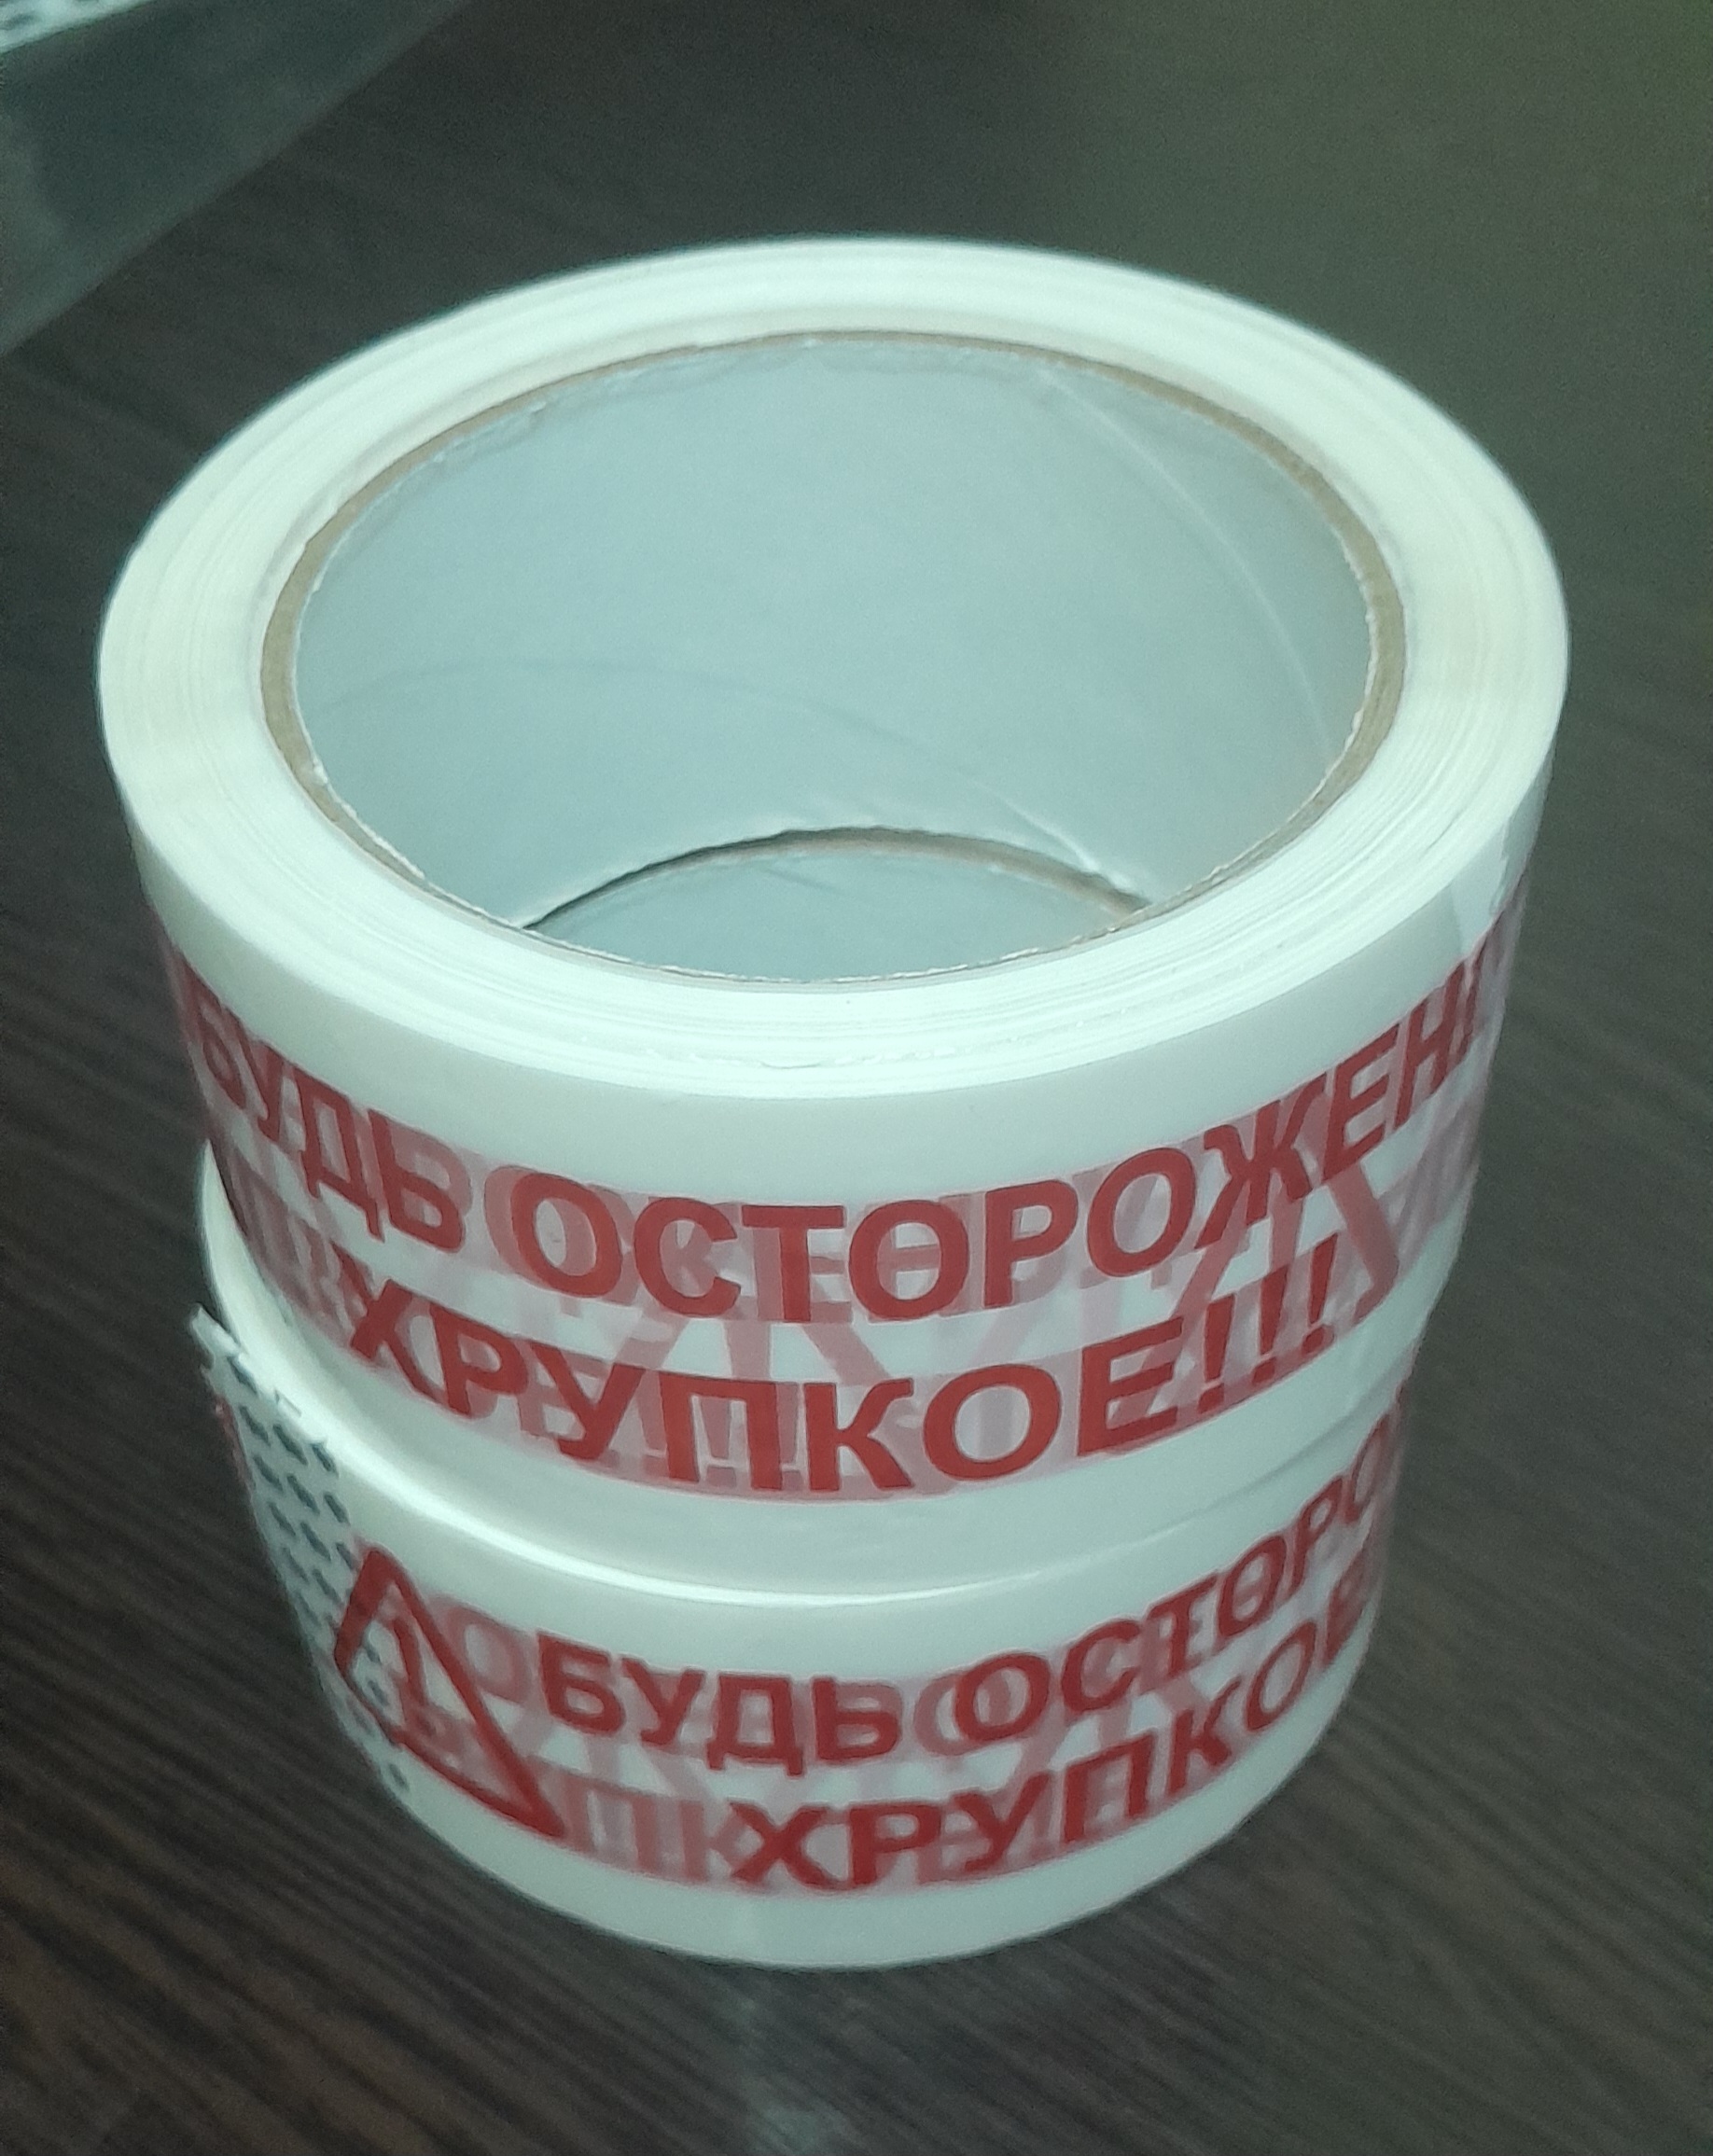 БУДЬ ОСТОРОЖЕН
ХРУПКОЕ!!!
БУДЬ ОСТОРО
ХРУПКОЕ